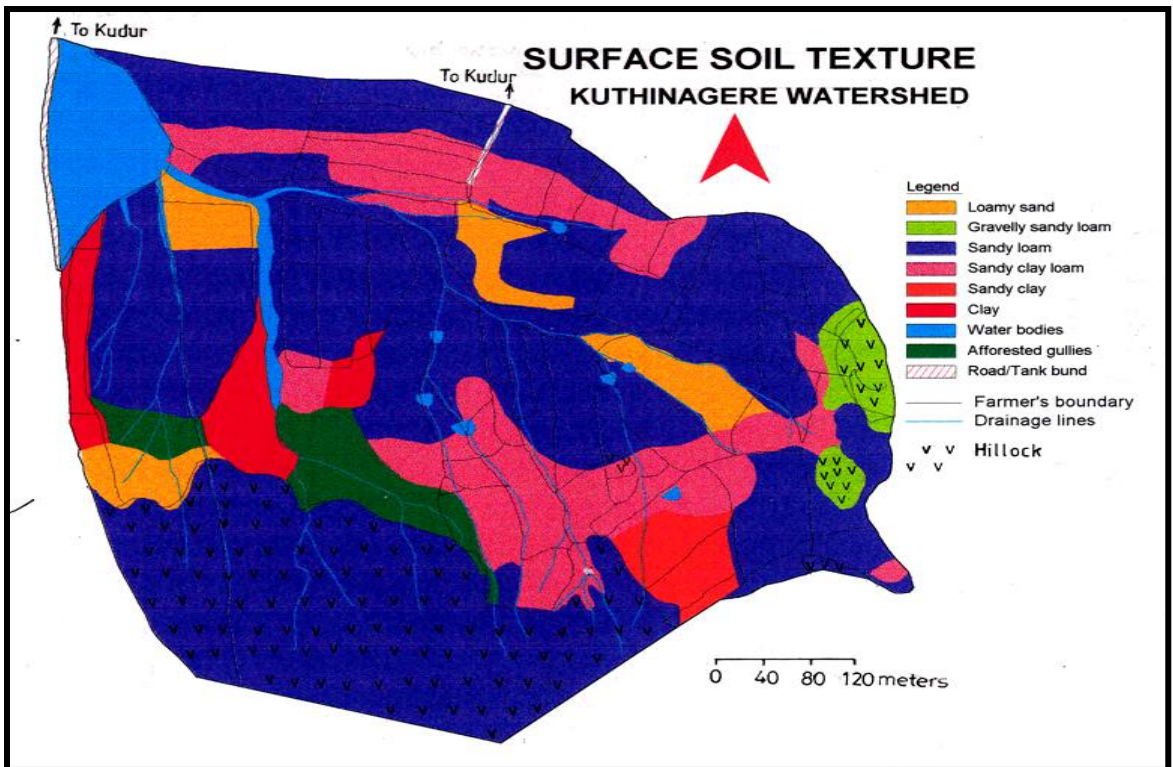 To Kudur
SURFACE SOIL TEXTURE
To Kudur
KUTHINAGERE WATERSHED
Legend
Loamy sand
Gravelly sandy loam
Sandy loam
Sandy clay loam
Sandy clay
Clay
Water bodies
Afforested gullies
Road/Tank bund
Farmer's boundary
Drainage lines
Hillock
0 40 80 120 meters